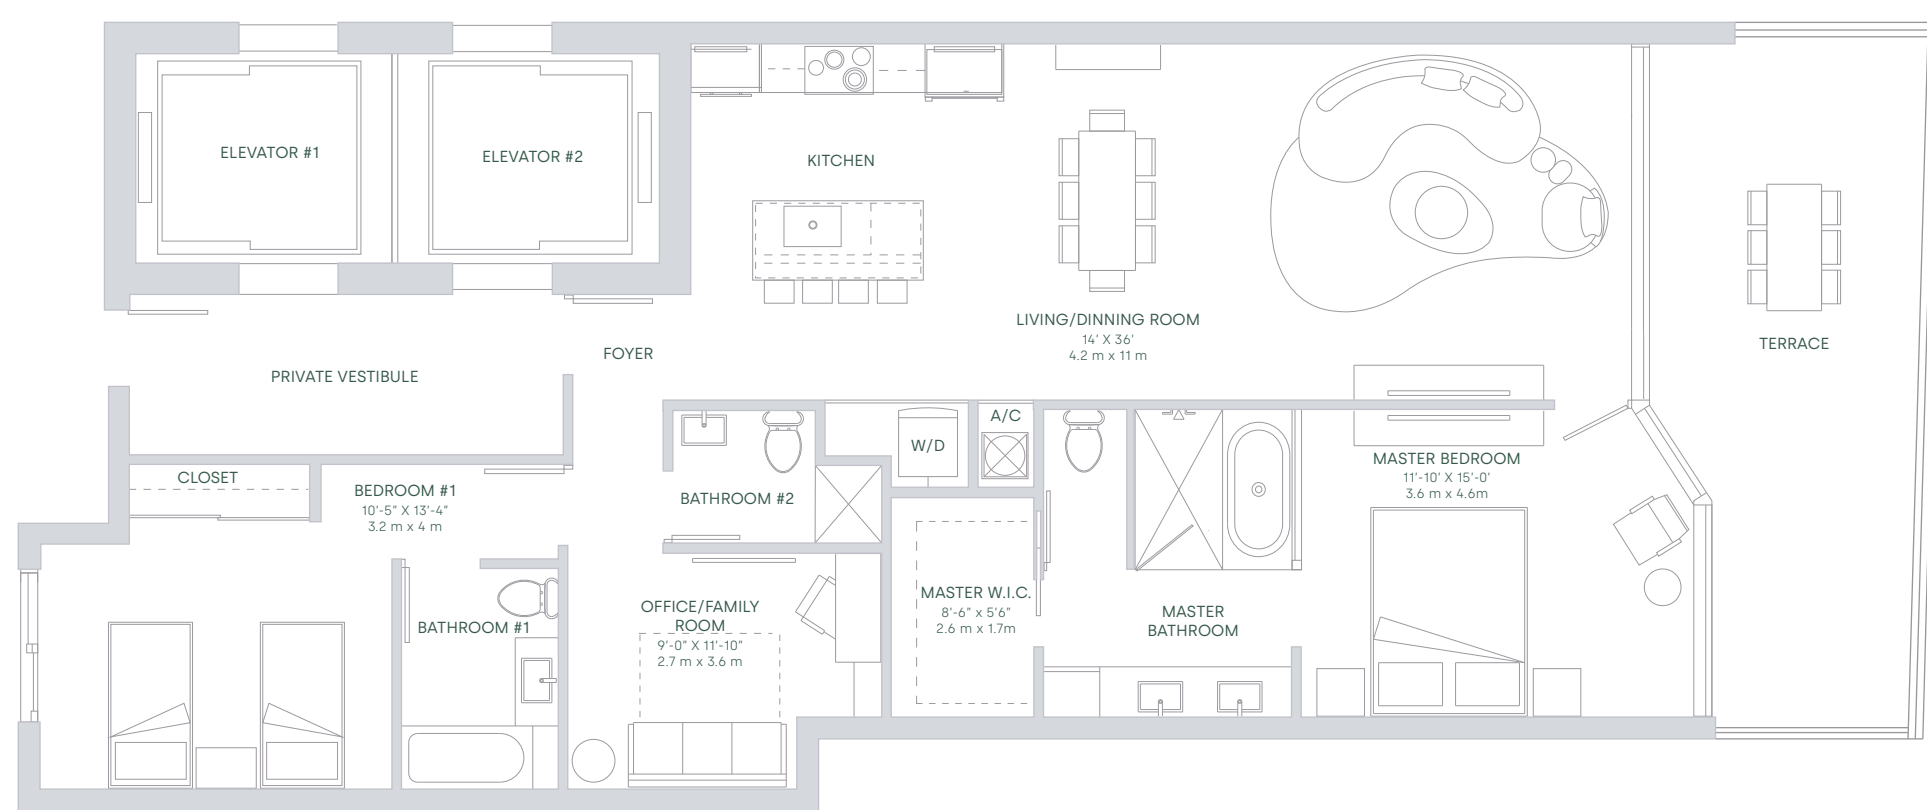 ELEVATOR #1
ELEVATOR #2
KITCHEN
LIVING/DINNING ROOM
14' X 36'
4.2 m x 11 m
TERRACE
FOYER
PRIVATE VESTIBULE
CLOSET
BEDROOM #1
10'-5" X 13'-4"
3.2 m x 4 m
BATHROOM #2
W/D
A/C
MASTER BEDROOM
11'-10' X 15'-0'
3.6 m x 4.6m
BATHROOM #1
OFFICE/FAMILY
ROOM
9'-0" X 11'-10"
2.7 m x 3.6 m
MASTER W.I.C.
8'-6" x 5'6"
2.6 m x 1.7m
MASTER
BATHROOM